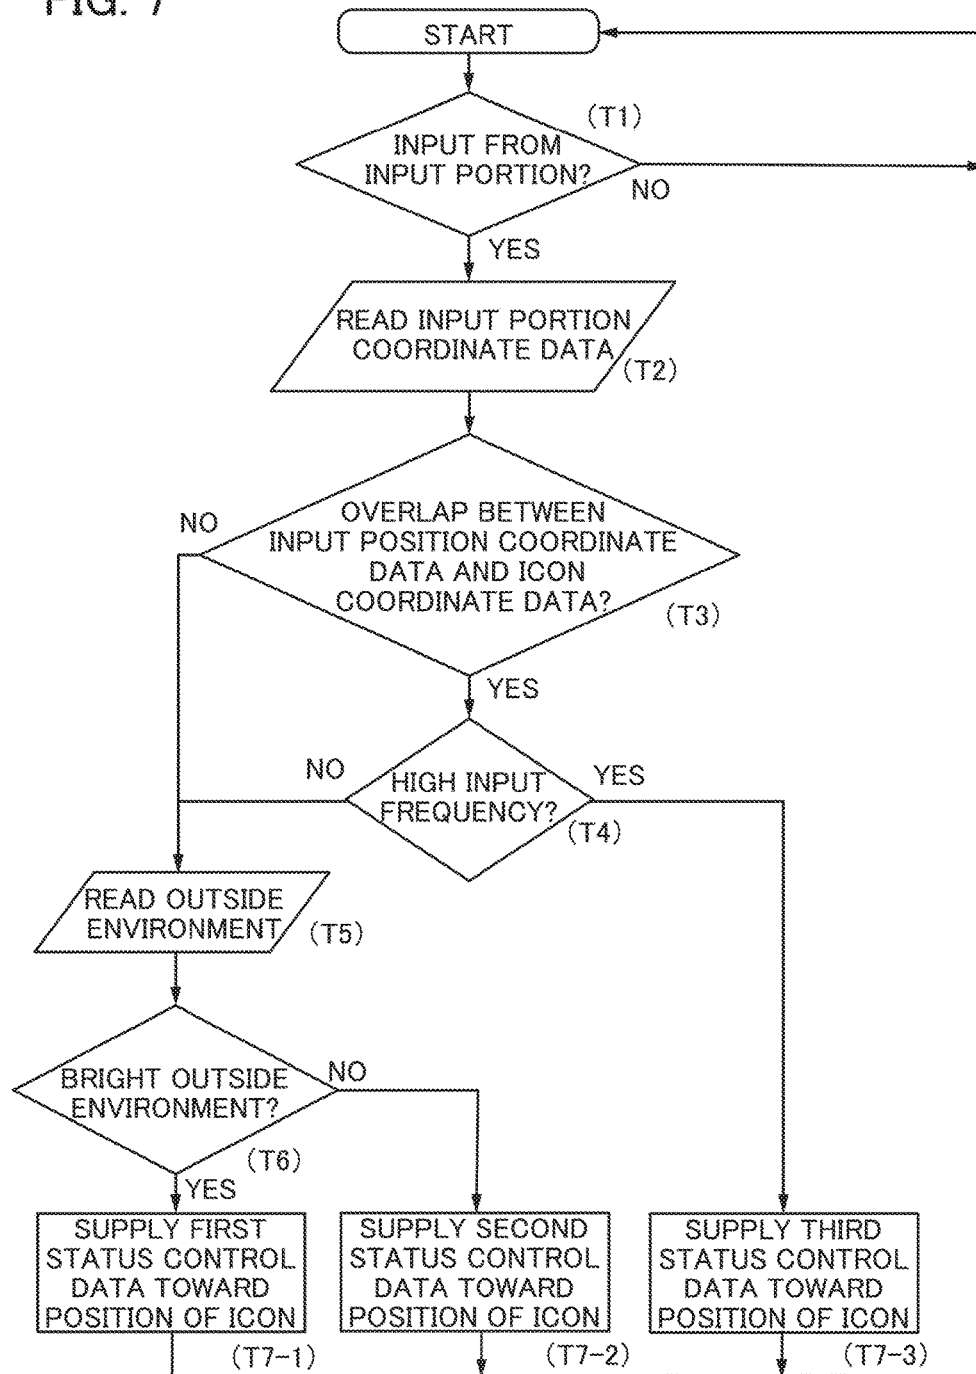 FIG. 7
START
(T1)
INPUT FROM
INPUT PORTION?
NO
YES
READ INPUT PORTION
COORDINATE DATA
(T2)
NO
OVERLAP BETWEEN
INPUT POSITION COORDINATE
DATA AND ICON
COORDINATE DATA?
(T3)
YES
NO
HIGH INPUT
FREQUENCY?
YES
(T4)
READ OUTSIDE
ENVIRONMENT
(T5)
BRIGHT OUTSIDE
ENVIRONMENT?
NO
(T6)
YES
SUPPLY FIRST
STATUS CONTROL
DATA TOWARD
POSITION OF ICON
(T7-1)
SUPPLY SECOND
STATUS CONTROL
DATA TOWARD
POSITION OF ICON
(T7-2)
SUPPLY THIRD
STATUS CONTROL
DATA TOWARD
POSITION OF ICON
(T7-3)